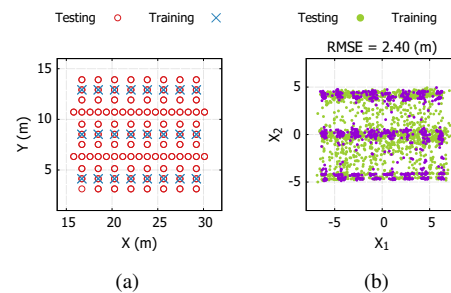 Testing Training
15
10
5
Y (m)
15 20 25 30
X (m)
(a)
Testing Training
RMSE = 2.40 (m)
5
0
-5
X2
-5 0 5
X1
(b)